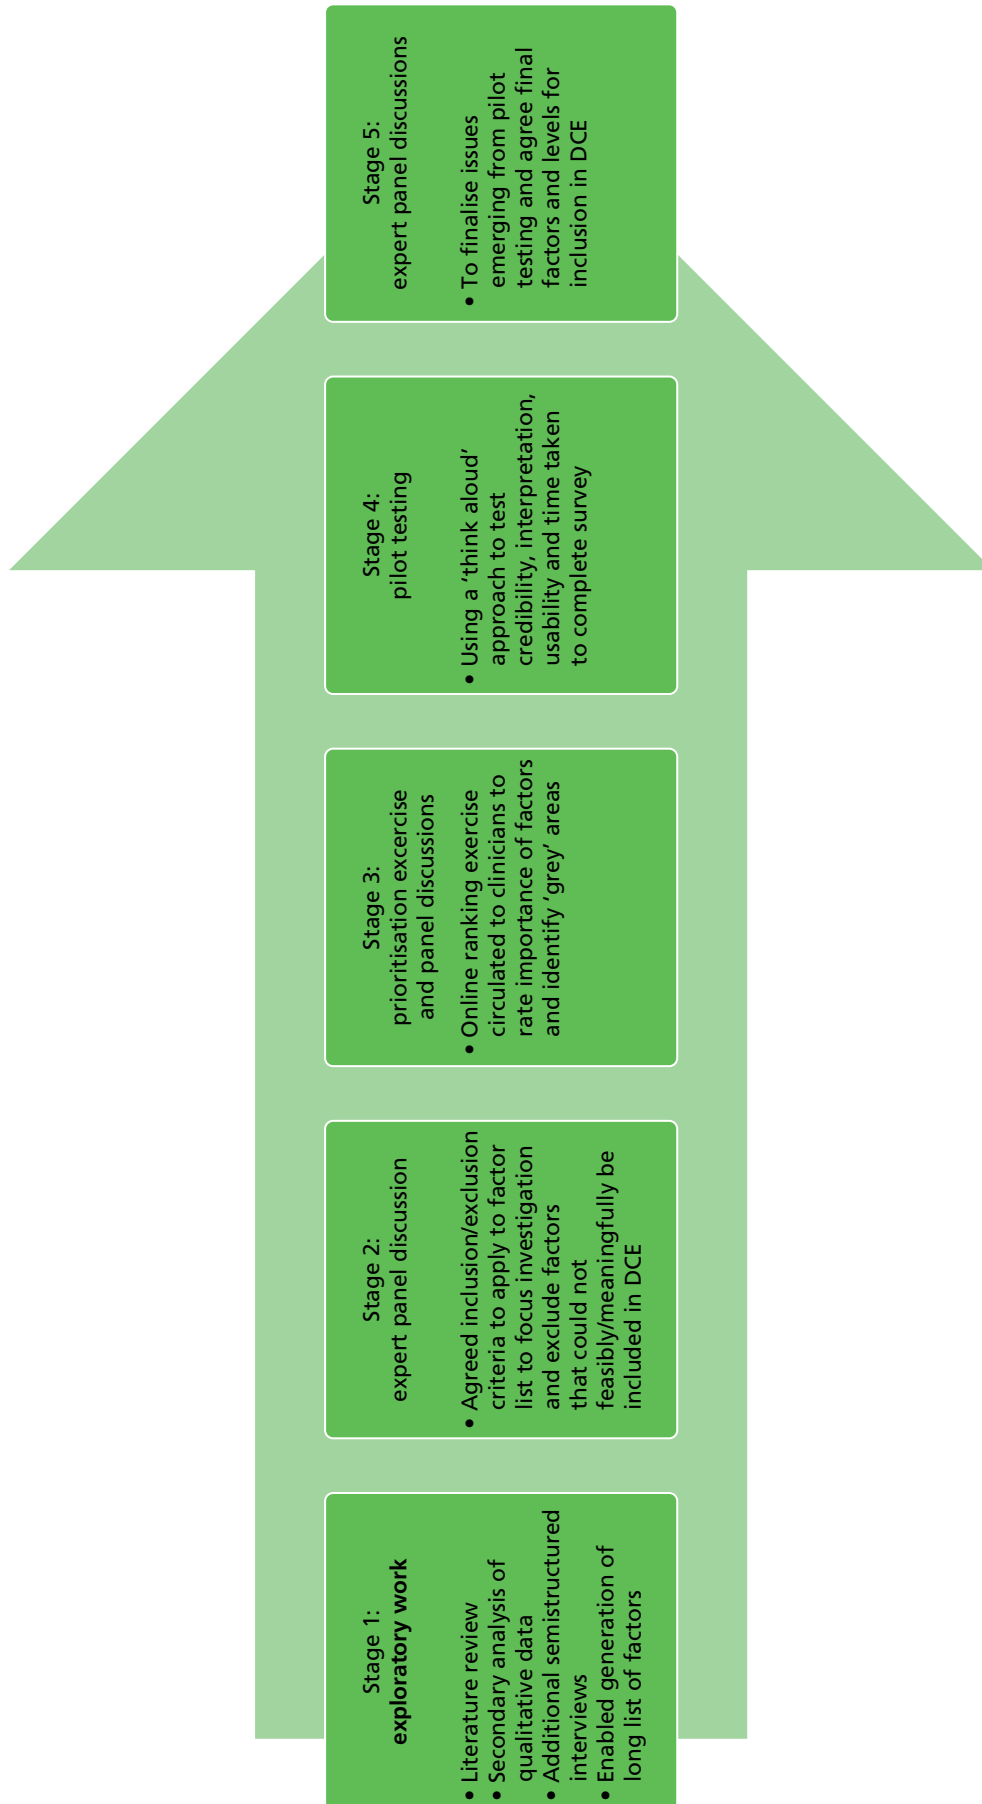 Stage 1:
exploratory work
• Literature review
• Secondary analysis of
qualitative data
• Additional semistructured
interviews
• Enabled generation of
long list of factors
Stage 2:
expert panel discussion
• Agreed inclusion/exclusion
criteria to apply to factor
list to focus investigation
and exclude factors
that could not
feasibly/meaningfully be
included in DCE
Stage 3:
prioritisation excercise
and panel discussions
• Online ranking exercise
circulated to clinicians to
rate importance of factors
and identify ‘grey’ areas
Stage 4:
pilot testing
• Using a ‘think aloud’
approach to test
credibility, interpretation,
usability and time taken
to complete survey
Stage 5:
expert panel discussions
• To finalise issues
emerging from pilot
testing and agree final
factors and levels for
inclusion in DCE